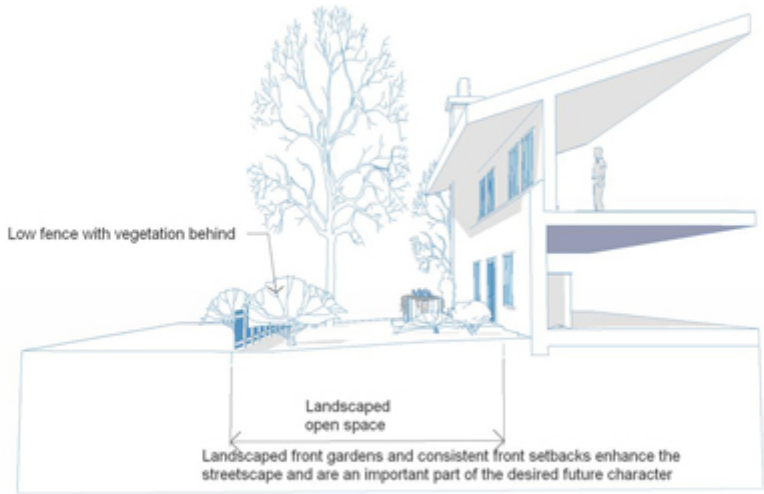 Low fence with vegetation behind
Landscaped
open space
Landscaped front gardens and consistent front setbacks enhance the
streetscape and are an important part of the desired future character